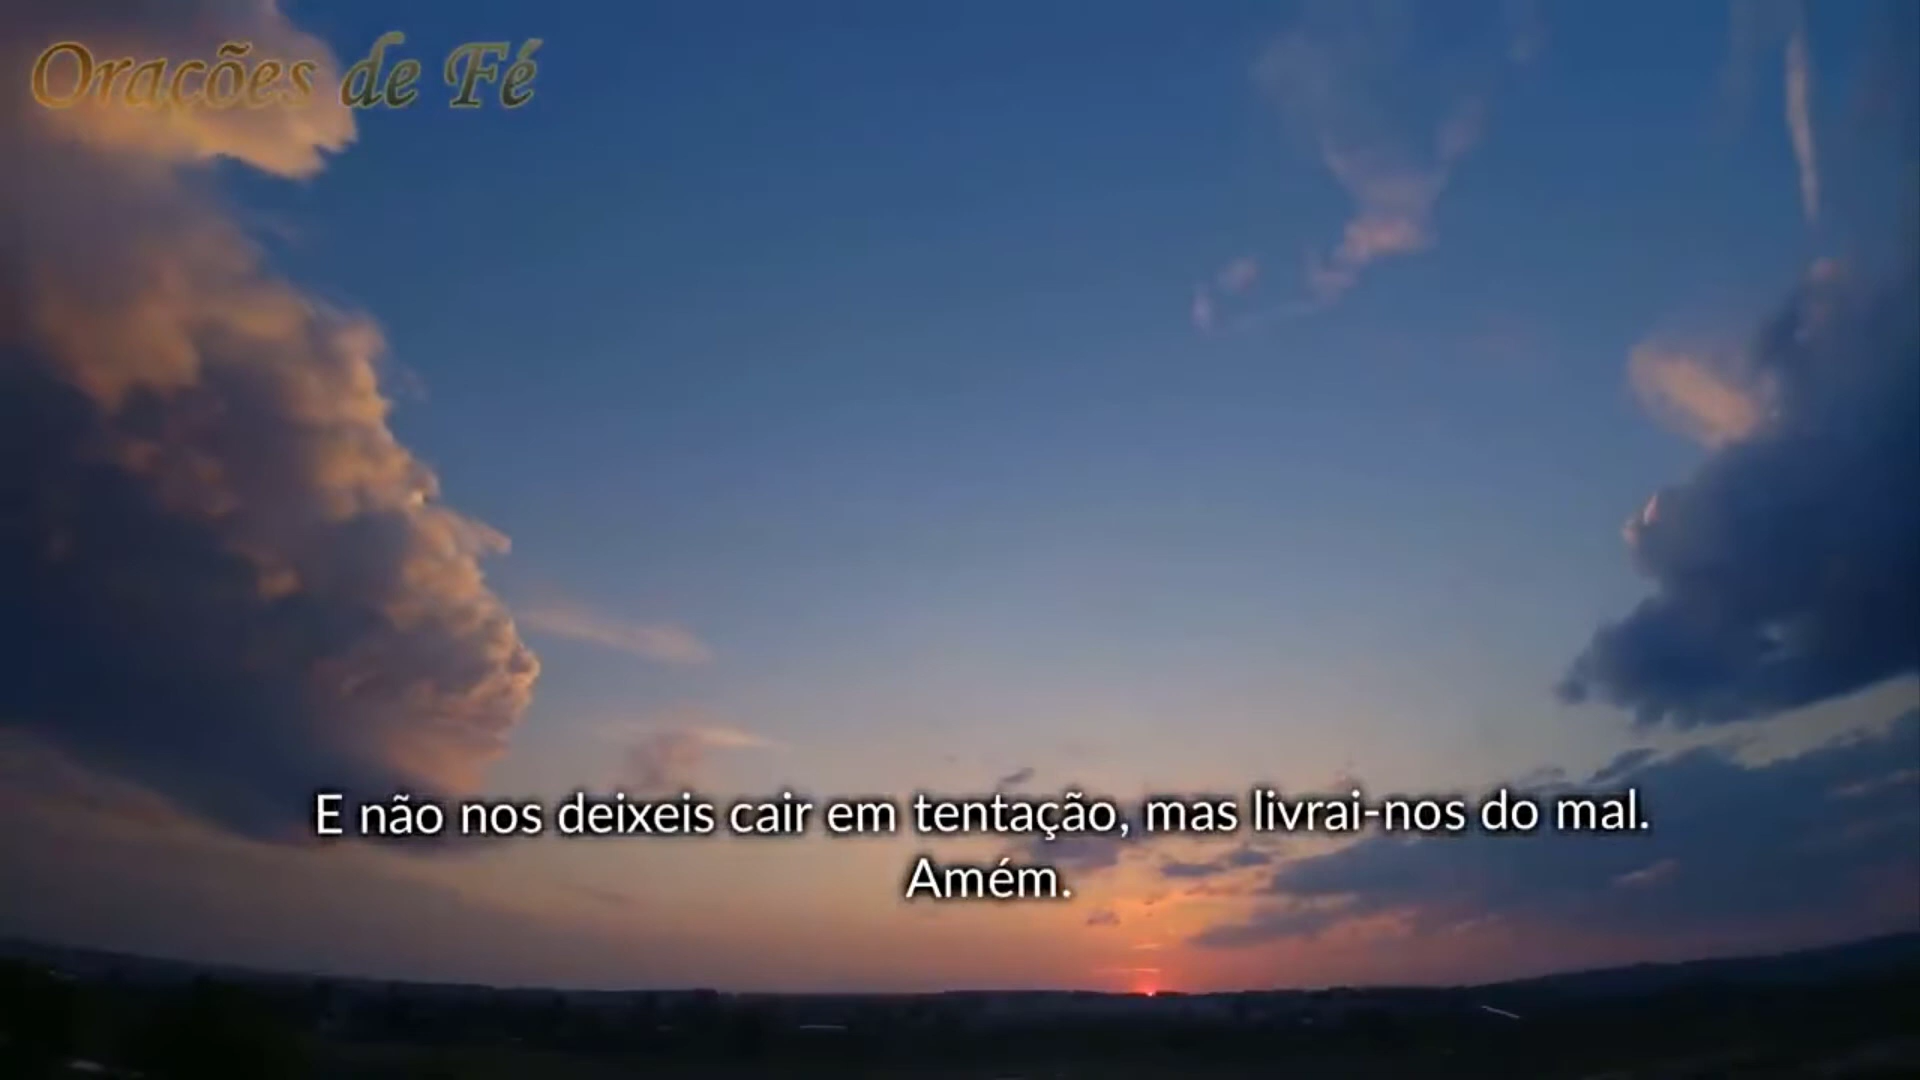 Orações de Fé
E não nos deixeis cair em tentação, mas livrai-nos do mal.
Amém.